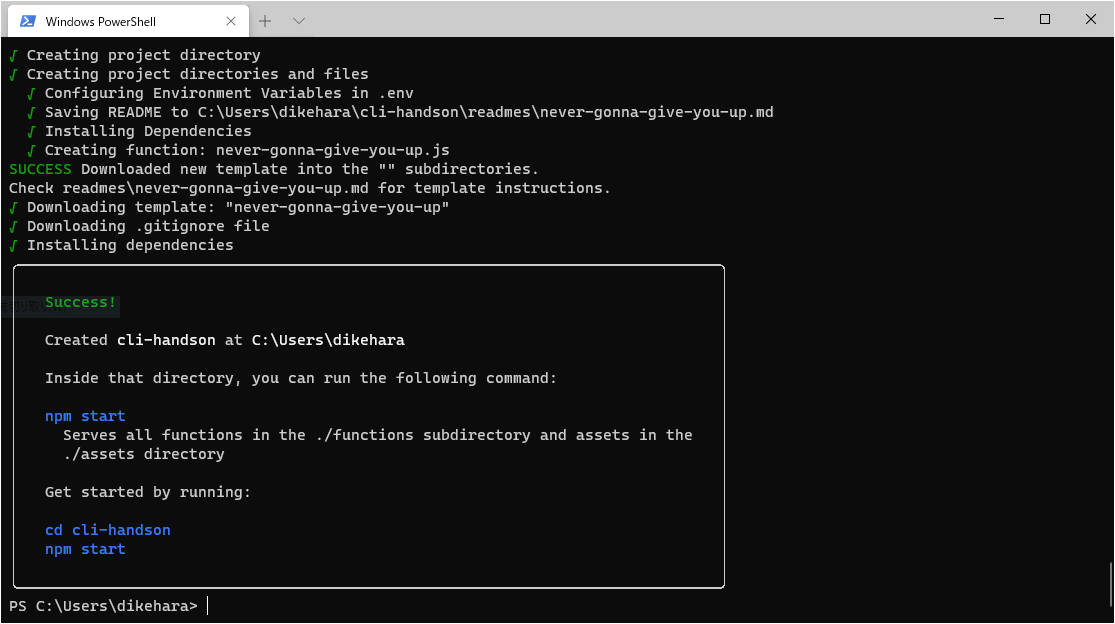 Windows PowerShell
√ Creating project directory
√ Creating project directories and files
√ Configuring Environment Variables in .env
√ Saving README to C:\Users\dikehara\cli-handson\readmes\never-gonna-give-you-up.md
√ Installing Dependencies
√ Creating function: never-gonna-give-you-up.js
SUCCESS Downloaded new template into the "" subdirectories.
Check readmes\never-gonna-give-you-up.md for template instructions.
√ Downloading template: "never-gonna-give-you-up"
√ Downloading .gitignore file
√ Installing dependencies
Success!
Created cli-handson at C:\Users\dikehara
Inside that directory, you can run the following command:
npm start
Serves all functions in the ./functions subdirectory and assets in the
./assets directory
Get started by running:
cd cli-handson
npm start
PS C:\Users\dikehara>